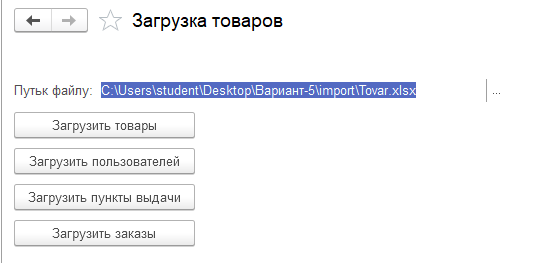 Загрузка товаров
Путьк файлу: C:\Users\student\Desktop\Вариант-5\import\Tovar.xlsx ...
Загрузить товары
Загрузить пользователей
Загрузить пункты выдачи
Загрузить заказы